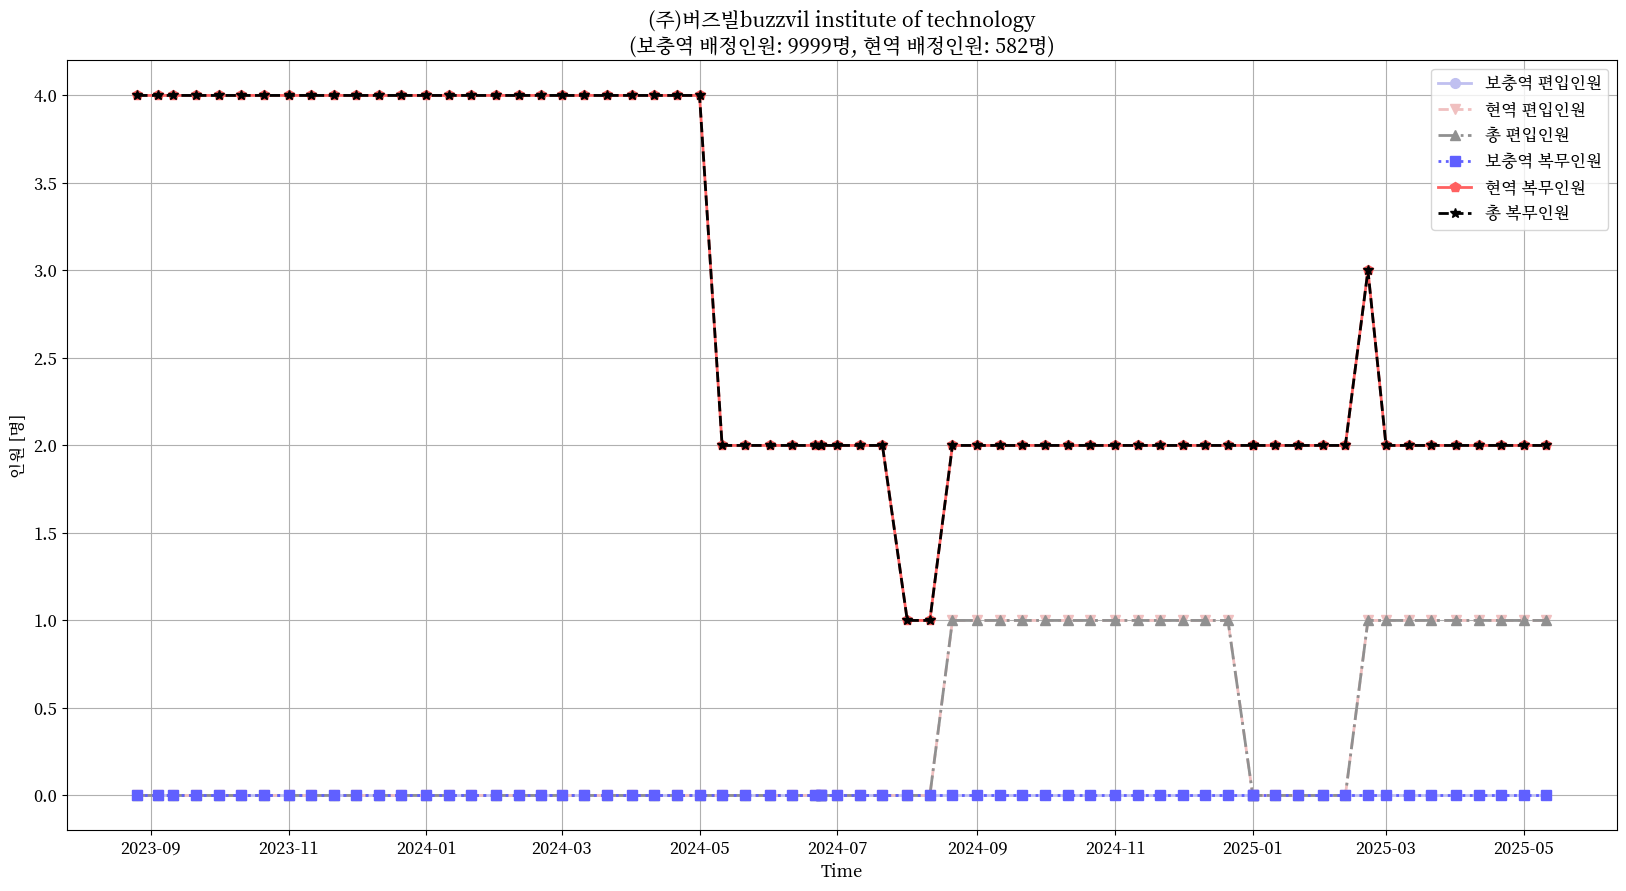 (주)버즈빌buzzvil institute of technology
(보충역 배정인원: 9999명, 현역 배정인원: 582명)
보충역 편입인원
현역 편입인원
총 편입인원
보충역 복무인원
현역 복무인원
총 복무인원
인원 [명]
4.0
3.5
3.0
2.5
2.0
1.5
1.0
0.5
0.0
2023-09 2023-11 2024-01 2024-03 2024-05 2024-07 2024-09 2024-11 2025-01 2025-03 2025-05
Time